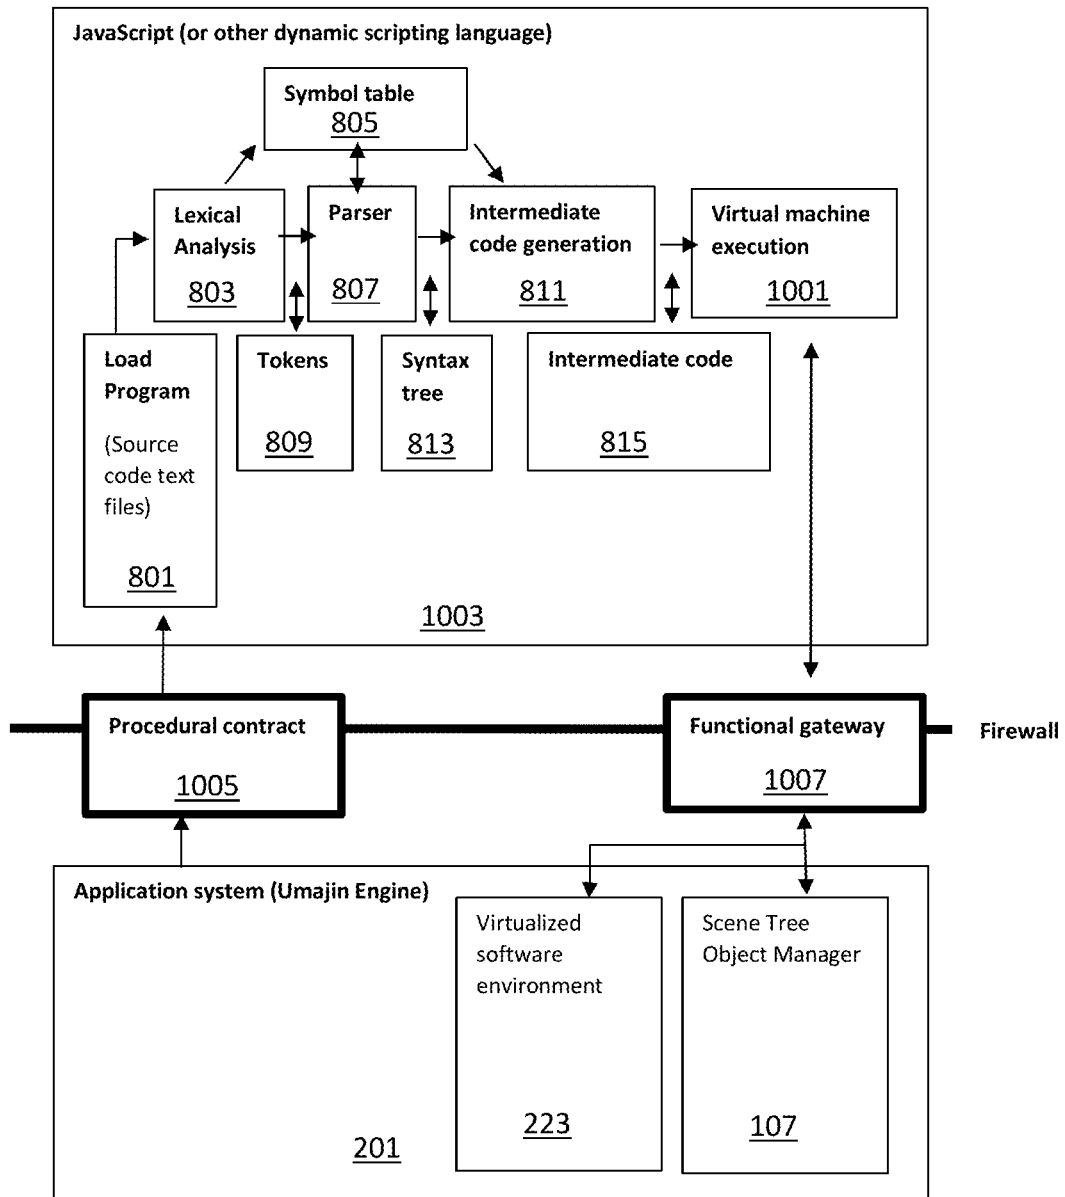 JavaScript (or other dynamic scripting language)
Symbol table
805
Lexical
Analysis
803
Parser
807
Intermediate
code generation
811
Virtual machine
execution
1001
Load
Program
(Source
code text
files)
801
Tokens
809
Syntax
tree
813
Intermediate code
815
1003
Procedural contract
1005
Functional gateway
1007
Firewall
Application system (Umajin Engine)
Virtualized
software
environment
223
Scene Tree
Object Manager
107
201